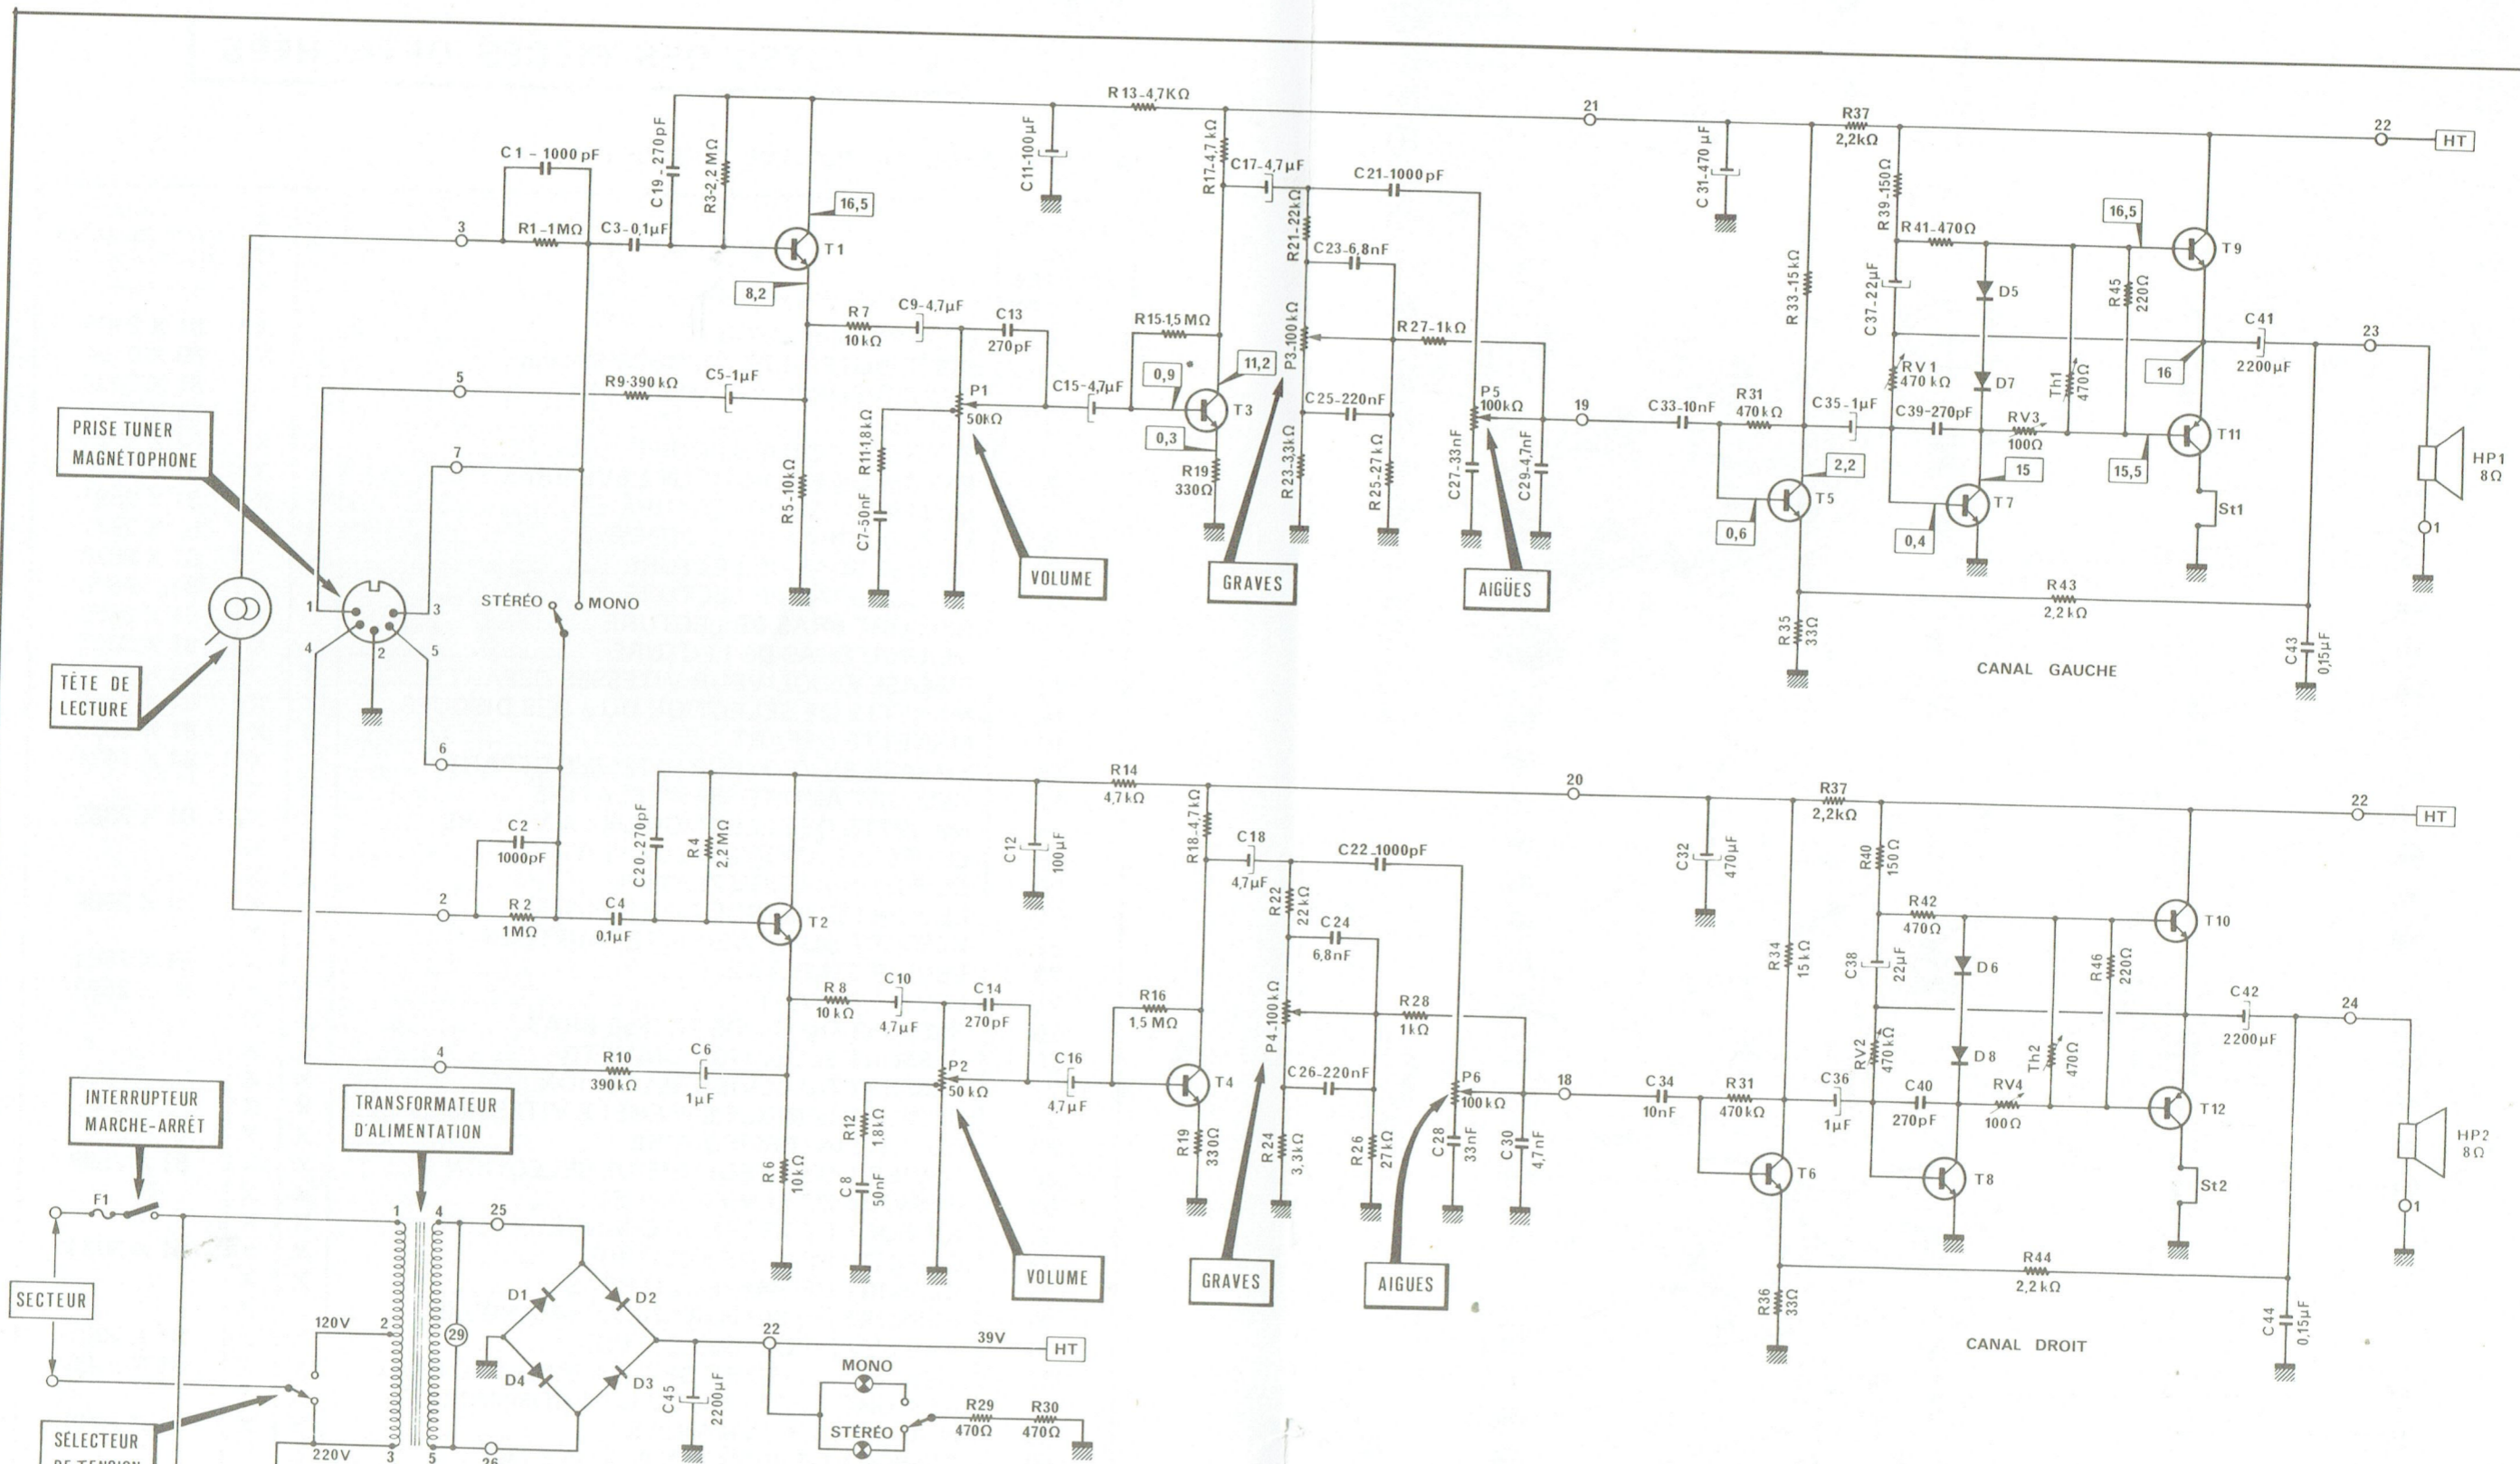 R13-4,7KΩ
21
R37
2,2kΩ
22
HT
C1 – 1000 pF
C19 - 270pF
R3-2,2 MΩ
C11-100µF
R17-4,7 kΩ
C17-4,7µF
C21-1000pF
C31-470 µF
R39-150Ω
16,5
3
R1-1MΩ
C3-0,1µF
T1
16,5
R21-22kΩ
R41-470Ω
T9
8,2
C23-6,8nF
R33-15kΩ
C37-22µF
D5
R45
220Ω
R7
10kΩ
C9-4,7µF
C13
270pF
R15-1,5 MΩ
P3-100kΩ
R27-1kΩ
C41
2200µF
23
5
R9-390 kΩ
C5-1µF
P1
50kΩ
C15-4,7µF
0,9
11,2
T3
0,3
R19
330Ω
C25-220nF
P5
100kΩ
19
C33-10nF
R31
470kΩ
C35-1µF
RV1
470 kΩ
C39-270pF
D7
RV3
100Ω
Th1
470Ω
16
T11
15,5
HP1
8Ω
PRISE TUNER
MAGNÉTOPHONE
7
R5-10kΩ
R11-1,8kΩ
C7-50nF
R23-3,3kΩ
R25-27kΩ
C27-33nF
C29-4,7nF
2,2
T5
0,6
15
T7
0,4
St1
1
VOLUME
GRAVES
AIGÜES
1
3
4
2
5
STÉRÉO
MONO
R43
2,2kΩ
R35
33Ω
C43
0,15µF
CANAL GAUCHE
TÊTE DE
LECTURE
6
R14
4,7kΩ
20
R37
2,2kΩ
22
HT
C2
1000pF
C20-270pF
R4
2,2MΩ
C12
100µF
R18-4,7kΩ
C18
4,7µF
C22-1000pF
C32
470µF
R40
150Ω
2
R2
1MΩ
C4
0,1µF
T2
R22
22kΩ
C24
6,8nF
R34
15kΩ
R42
470Ω
T10
C38
22µF
D6
R46
220Ω
R8
10kΩ
C10
4,7µF
C14
270pF
R16
1,5 MΩ
P4-100kΩ
R28
1kΩ
C42
2200µF
24
4
R10
390kΩ
C6
1µF
P2
50kΩ
C16
4,7µF
T4
C26-220nF
P6
100kΩ
18
C34
10nF
R31
470kΩ
C36
1µF
RV2
470kΩ
C40
270pF
D8
RV4
100Ω
Th2
470Ω
T12
HP2
8Ω
INTERRUPTEUR
MARCHE-ARRÊT
TRANSFORMATEUR
D'ALIMENTATION
R6
10kΩ
R12
1,8kΩ
C8
50nF
R19
330Ω
R24
3,3kΩ
R26
27kΩ
C28
33nF
C30
4,7nF
T6
T8
St2
1
F1
1
4
25
VOLUME
GRAVES
AIGUES
R44
2,2kΩ
R36
33Ω
C44
0,15µF
CANAL DROIT
SECTEUR
120V
2
29
D1
D2
D4
D3
22
39V
HT
C45
2200µF
MONO
STÉRÉO
R29
470Ω
R30
470Ω
SÉLECTEUR
DE TENSION
220V
3
5
26